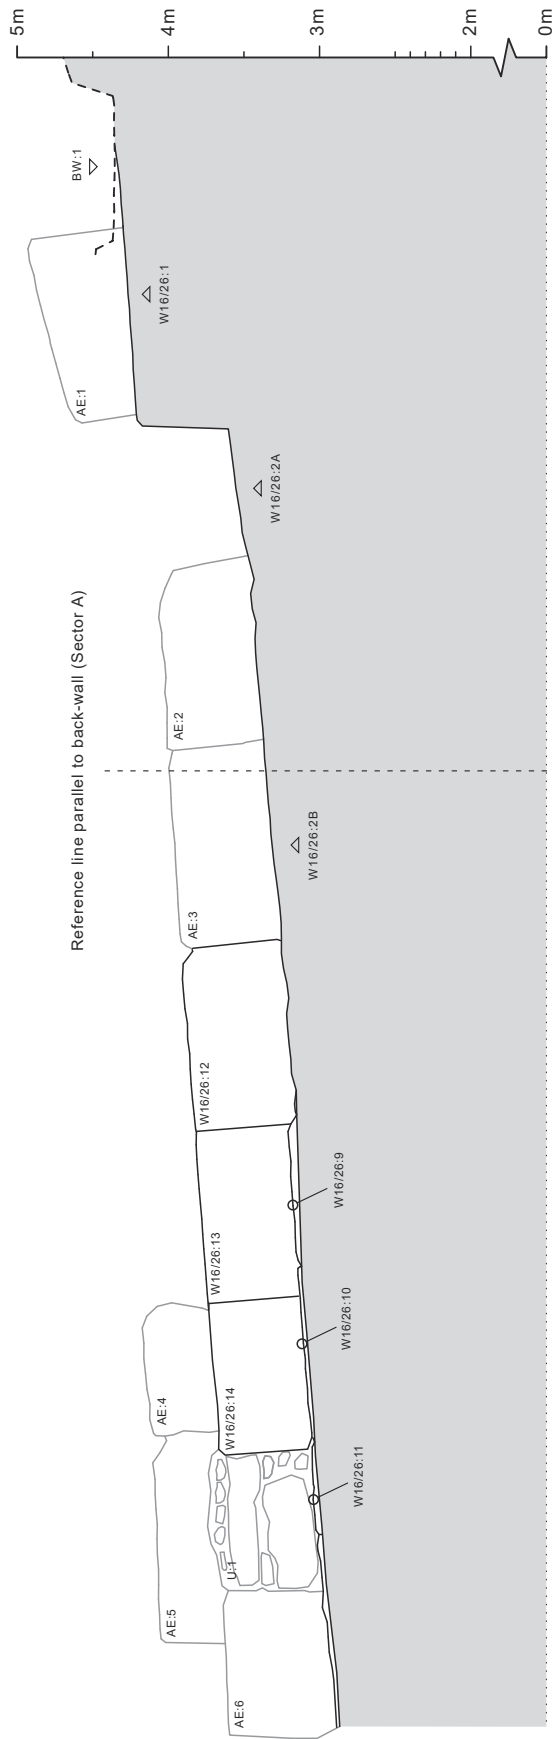 5m
4m
3m
2m
0m
BW:1
AE:1
W16/26:1
W16/26:2A
Reference line parallel to back-wall (Sector A)
AE:2
W16/26:2B
AE:3
W16/26:12
W16/26:9
W16/26:13
W16/26:10
AE:4
W16/26:14
W16/26:11
U:1
AE:5
AE:6